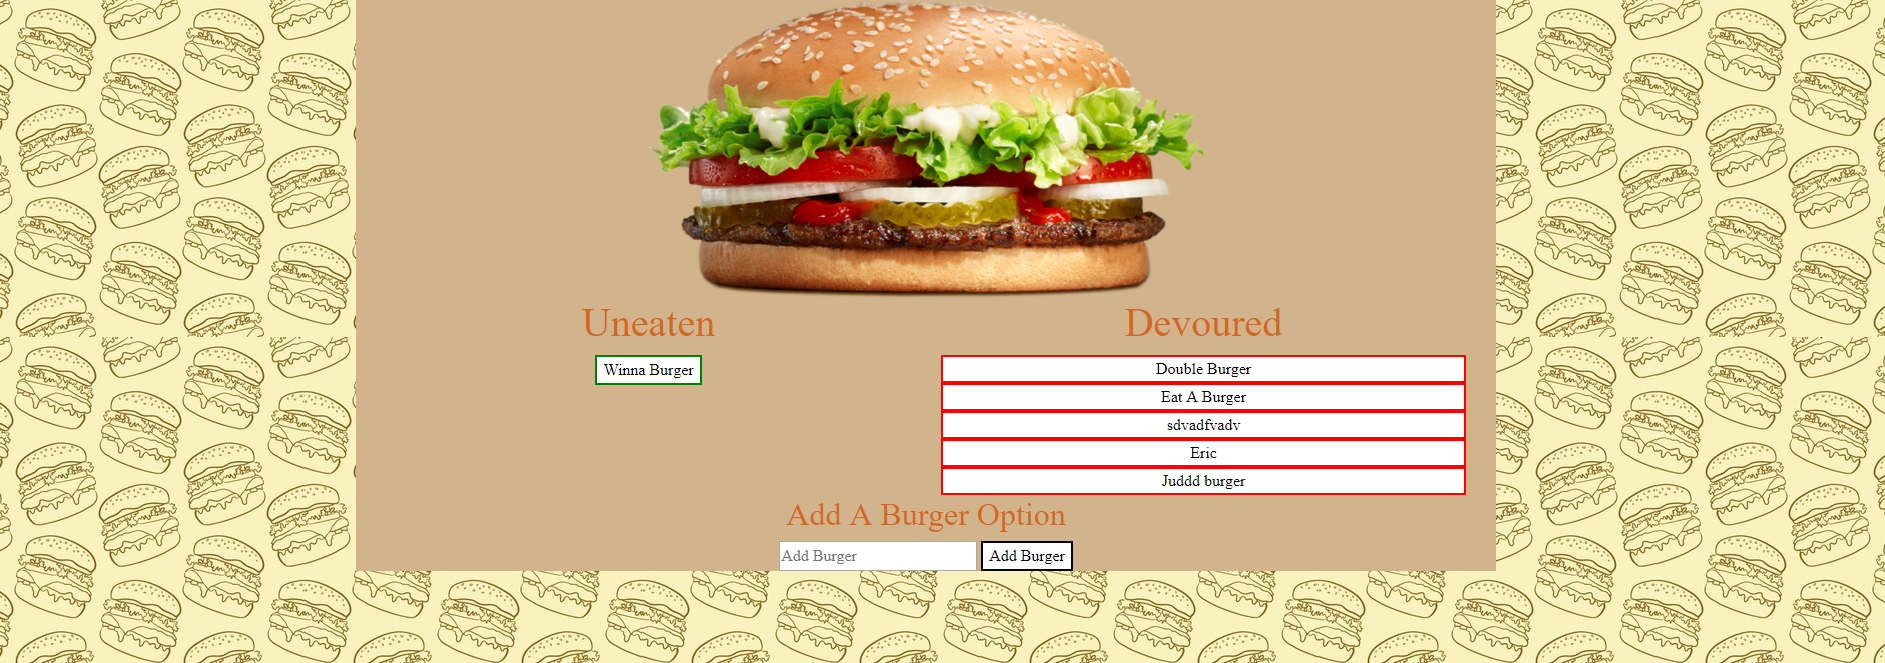 Uneaten
Devoured
Winna Burger
Double Burger
Eat A Burger
sdvadfvadv
Eric
Juddd burger
Add A Burger Option
Add Burger
Add Burger